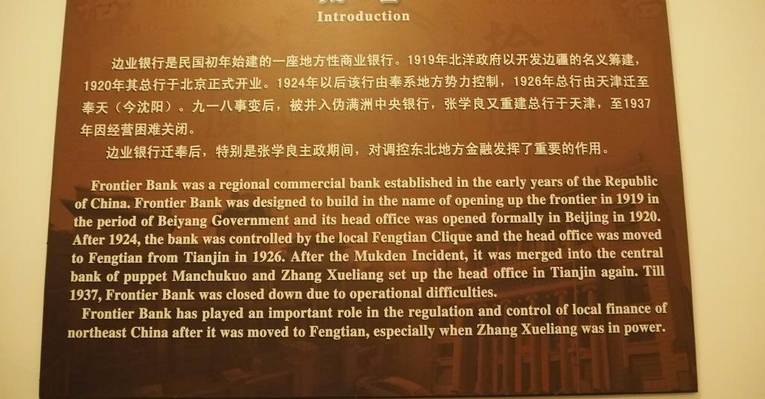 Introduction
边业银行是民国初年始建的一座地方性商业银行。1919年北洋政府以开发边疆的名义筹建，
1920年其总行于北京正式开业。1924年以后该行由奉系地方势力控制，1926年总行由天津迁至
奉天（今沈阳）。九一八事变后，被并入伪满洲中央银行，张学良又重建总行于天津，至1937
年因经营困难关闭。
边业银行迁奉后，特别是张学良主政期间，对调控东北地方金融发挥了重要的作用。
Frontier Bank was a regional commercial bank established in the early years of the Republic
of China. Frontier Bank was designed to build in the name of opening up the frontier in 1919 in
the period of Beiyang Government and its head office was opened formally in Beijing in 1920.
After 1924, the bank was controlled by the local Fengtian Clique and the head office was moved
to Fengtian from Tianjin in 1926. After the Mukden Incident, it was merged into the central
bank of puppet Manchukuo and Zhang Xueliang set up the head office in Tianjin again. Till
1937, Frontier Bank was closed down due to operational difficulties.
Frontier Bank has played an important role in the regulation and control of local finance of
northeast China after it was moved to Fengtian, especially when Zhang Xueliang was in power.